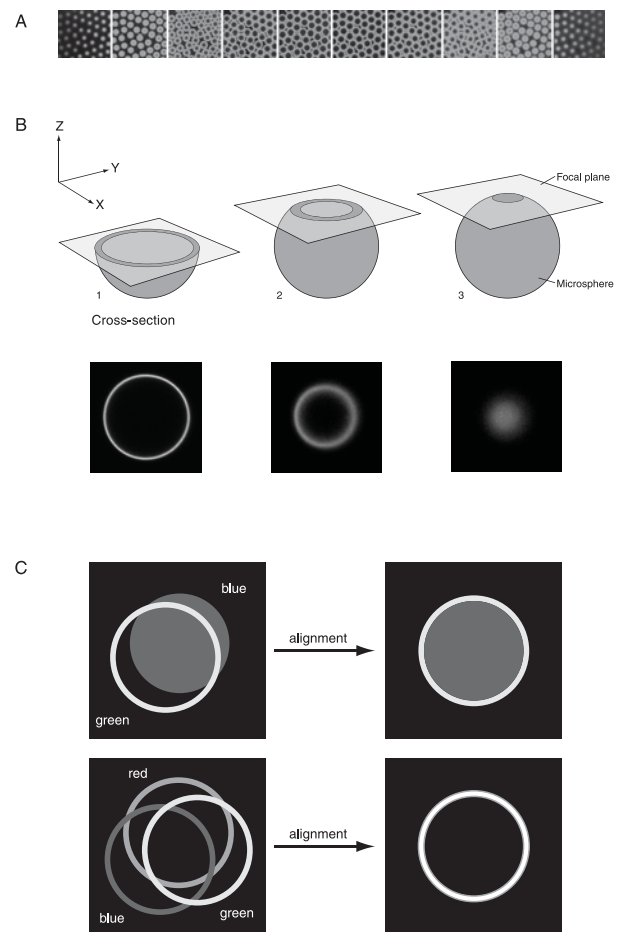 A
B
Z
Y
X
Focal plane
1
2
3
Microsphere
Cross-section
C
blue
alignment
green
red
alignment
blue
green